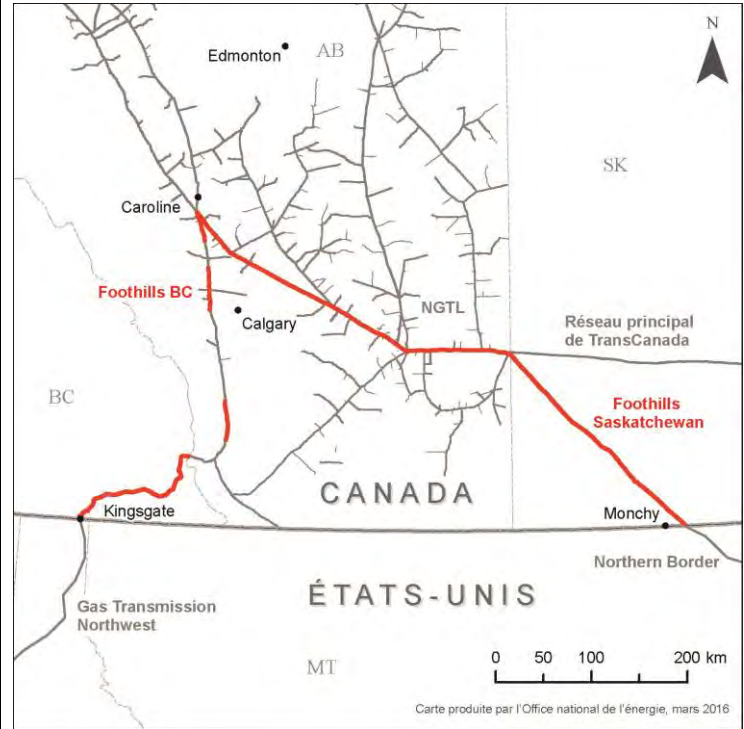 N
Edmonton
AB
SK
Caroline
Foothills BC
NGTL
Calgary
Réseau principal
de TransCanada
BC
Foothills
Saskatchewan
CANADA
Kingsgate
Monchy
Northern Border
ÉTATS-UNIS
Gas Transmission
Northwest
MT
0 50 100 200 km
Carte produite par l'Office national de l'énergie, mars 2016